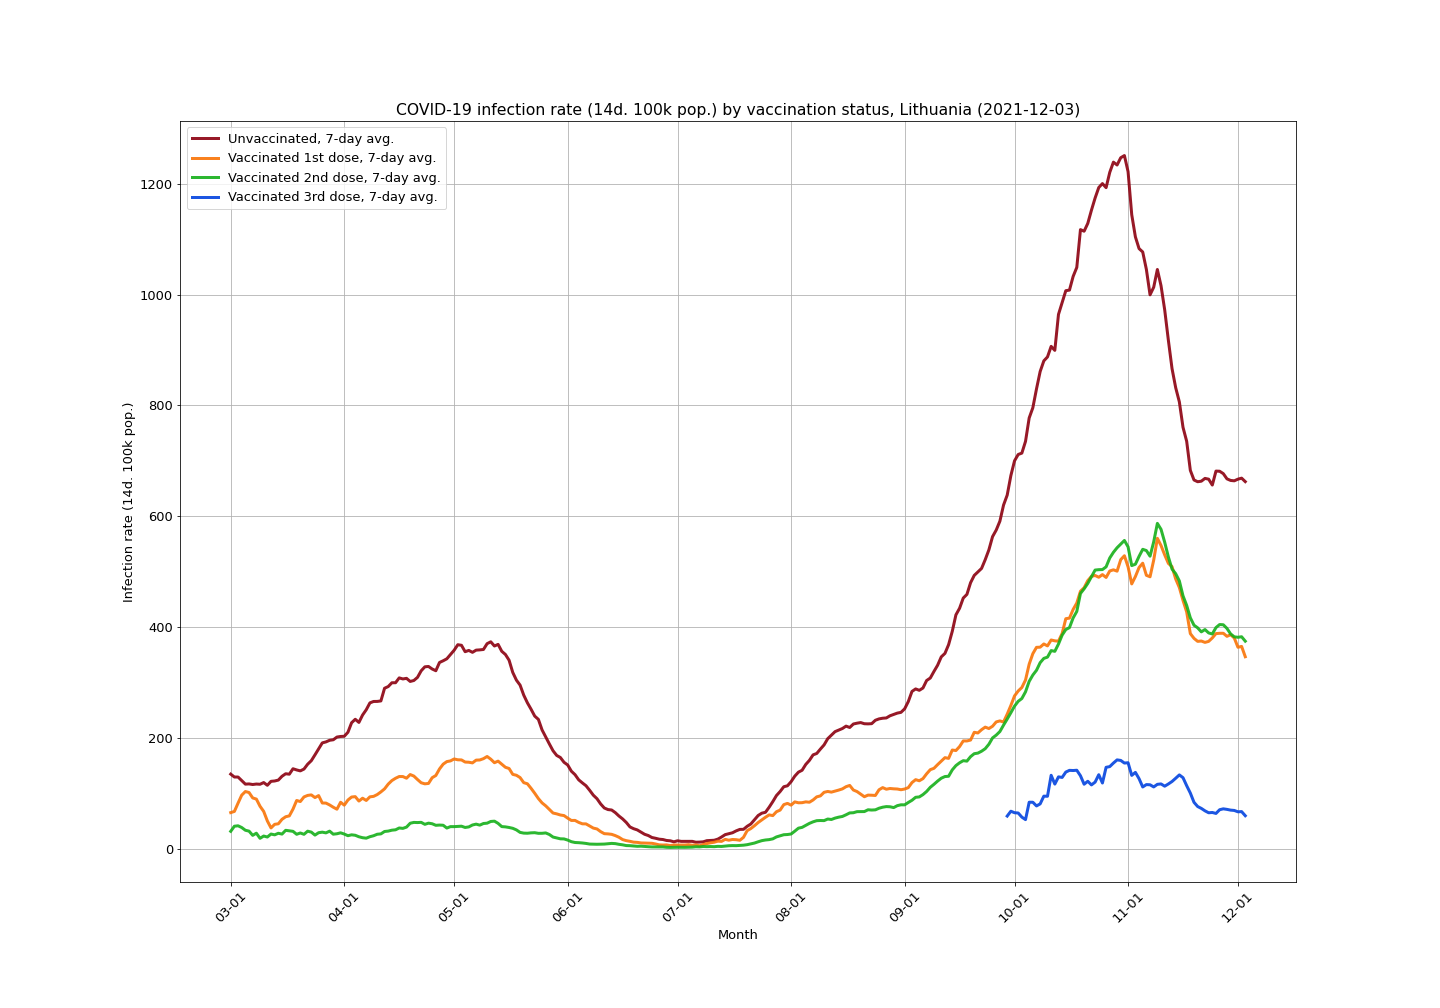 COVID-19 infection rate (14d. 100k pop.) by vaccination status, Lithuania (2021-12-03)
Unvaccinated, 7-day avg.
Vaccinated 1st dose, 7-day avg.
Vaccinated 2nd dose, 7-day avg.
Vaccinated 3rd dose, 7-day avg.
Infection rate (14d. 100k pop.)
1200
1000
800
600
400
200
0
03-01 04-01 05-01 06-01 07-01 08-01 09-01 10-01 11-01 12-01
Month